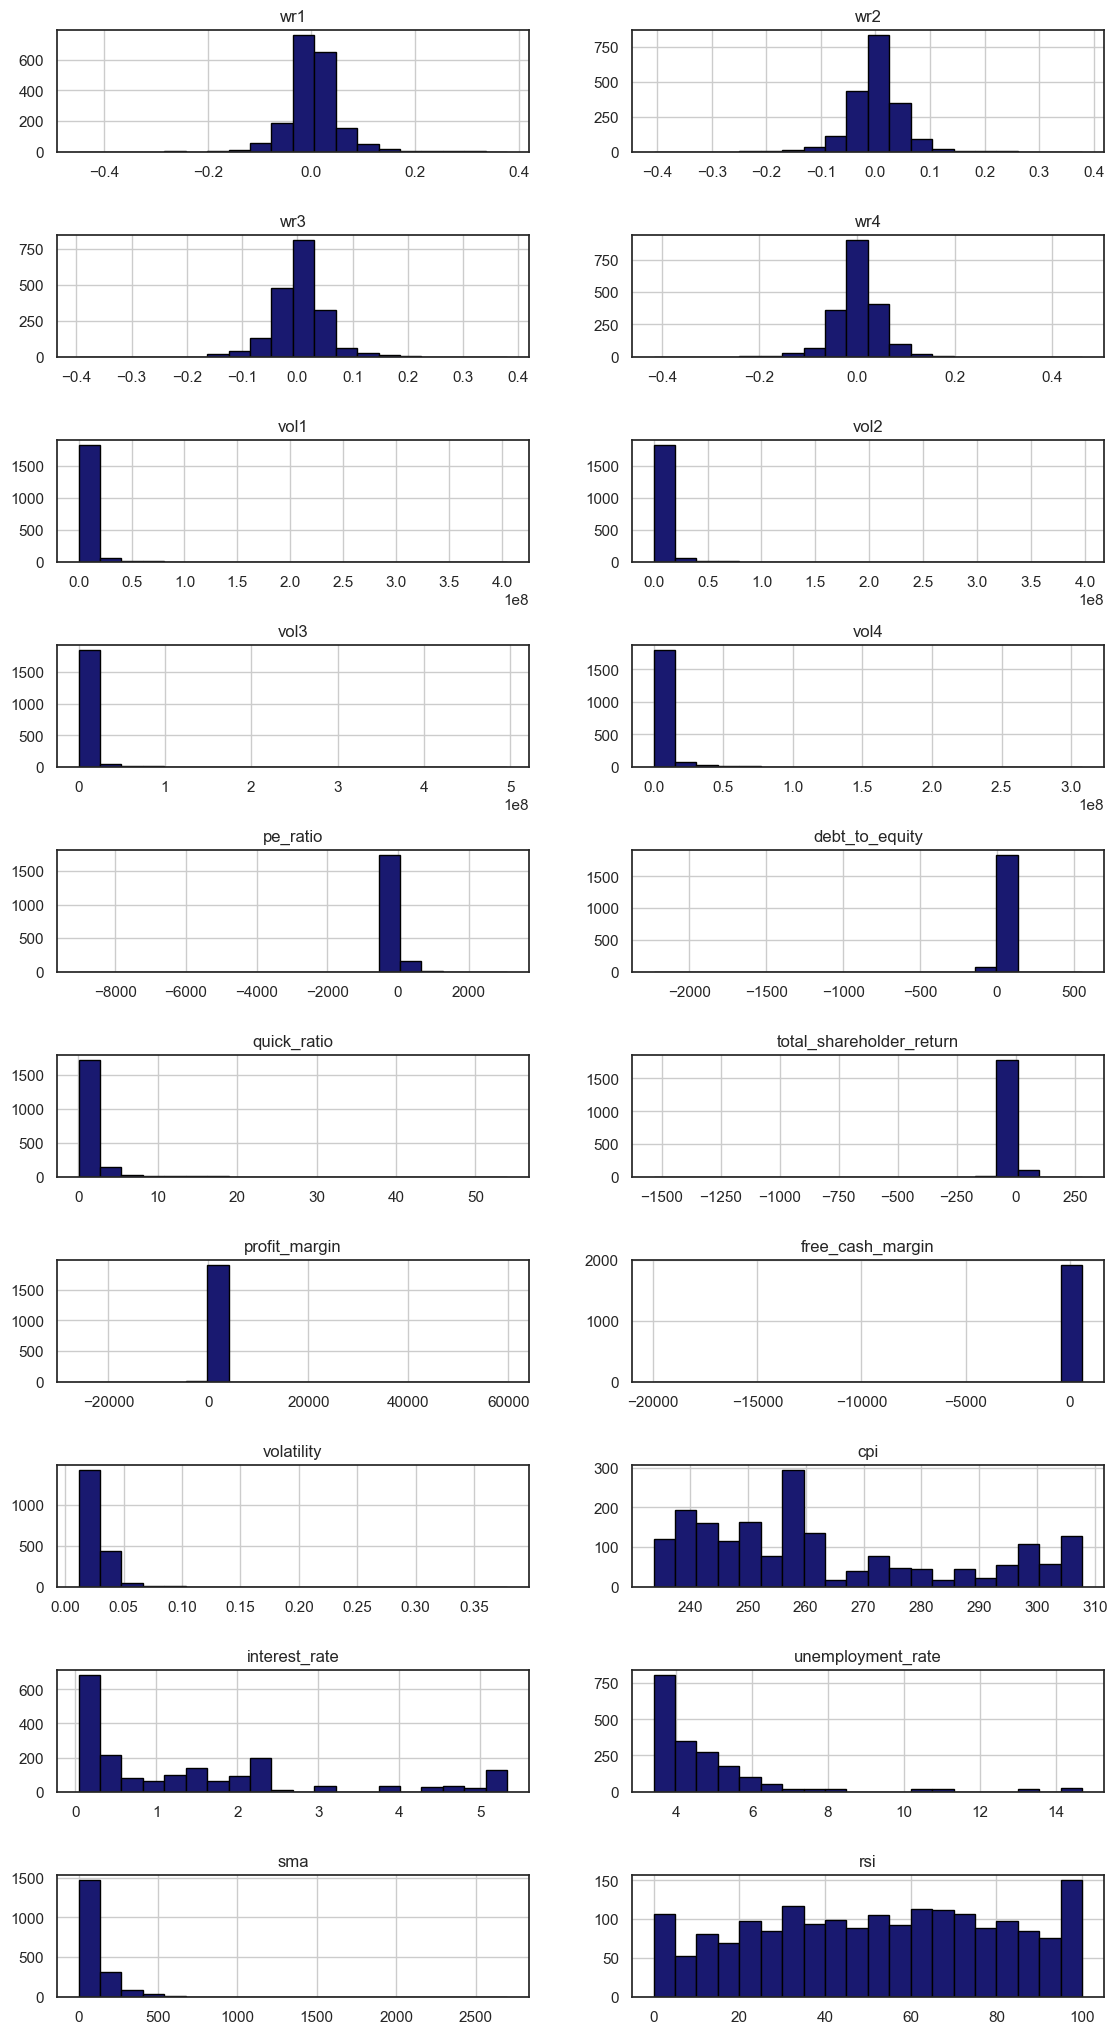 wr1 wr2
600
400
200
0
−0.4 −0.2 0.0 0.2 0.4
750
500
250
0
−0.4 −0.3 −0.2 −0.1 0.0 0.1 0.2 0.3 0.4
wr3 wr4
750
500
250
0
−0.4 −0.3 −0.2 −0.1 0.0 0.1 0.2 0.3 0.4
750
500
250
0
−0.4 −0.2 0.0 0.2 0.4
vol1 vol2
1500
1000
500
0
0.0 0.5 1.0 1.5 2.0 2.5 3.0 3.5 4.0
1e8
1500
1000
500
0
0.0 0.5 1.0 1.5 2.0 2.5 3.0 3.5 4.0
1e8
vol3 vol4
1500
1000
500
0
0 1 2 3 4 5
1e8
1500
1000
500
0
0.0 0.5 1.0 1.5 2.0 2.5 3.0
1e8
pe_ratio debt_to_equity
1500
1000
500
0
−8000 −6000 −4000 −2000 0 2000
1500
1000
500
0
−2000 −1500 −1000 −500 0 500
quick_ratio total_shareholder_return
1500
1000
500
0
0 10 20 30 40 50
1500
1000
500
0
−1500 −1250 −1000 −750 −500 −250 0 250
profit_margin free_cash_margin
1500
1000
500
0
−20000 0 20000 40000 60000
2000
1000
0
−20000 −15000 −10000 −5000 0
volatility cpi
1000
500
0
0.00 0.05 0.10 0.15 0.20 0.25 0.30 0.35
300
200
100
0
240 250 260 270 280 290 300 310
interest_rate unemployment_rate
600
400
200
0
0 1 2 3 4 5
750
500
250
0
4 6 8 10 12 14
sma rsi
1500
1000
500
0
0 500 1000 1500 2000 2500
150
100
50
0
0 20 40 60 80 100